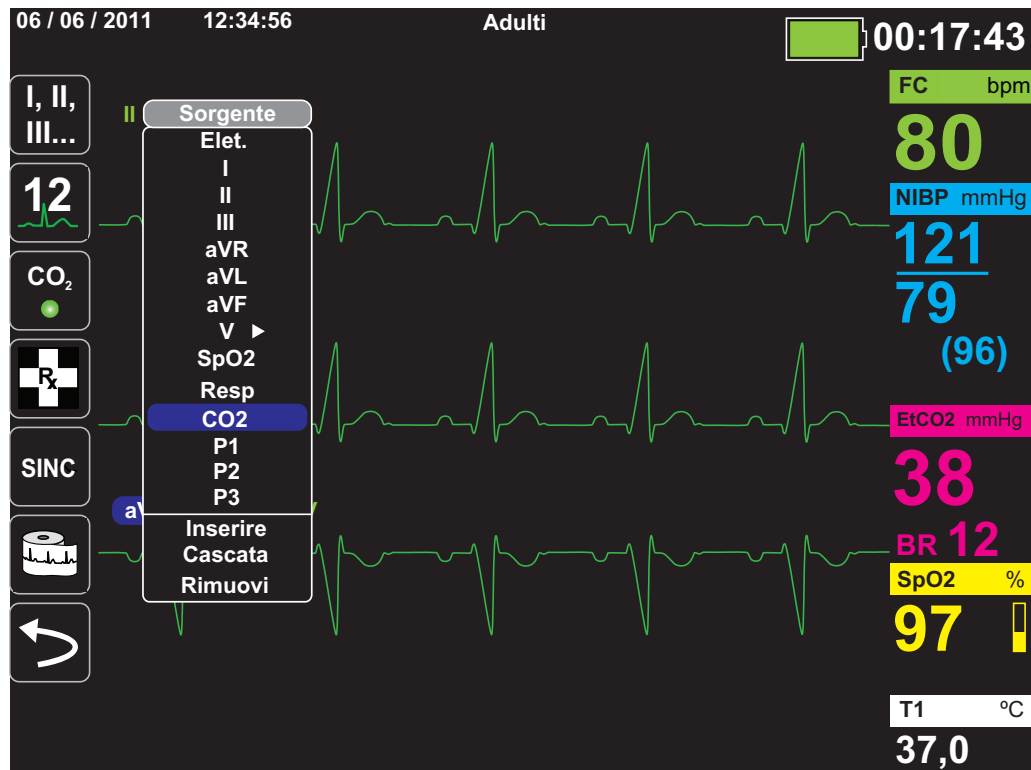 06 / 06 / 2011 12:34:56 Adulti 00:17:43
I, II,
III...
12
CO₂
Rx
SINC
II
Sorgente
Elet.
I
II
III
aVR
aVL
aVF
V
SpO2
Resp
CO2
P1
P2
P3
Inserire
Cascata
Rimuovi
FC bpm
80
NIBP mmHg
121
79
(96)
EtCO2 mmHg
38
BR 12
SpO2 %
97
T1 ºC
37,0